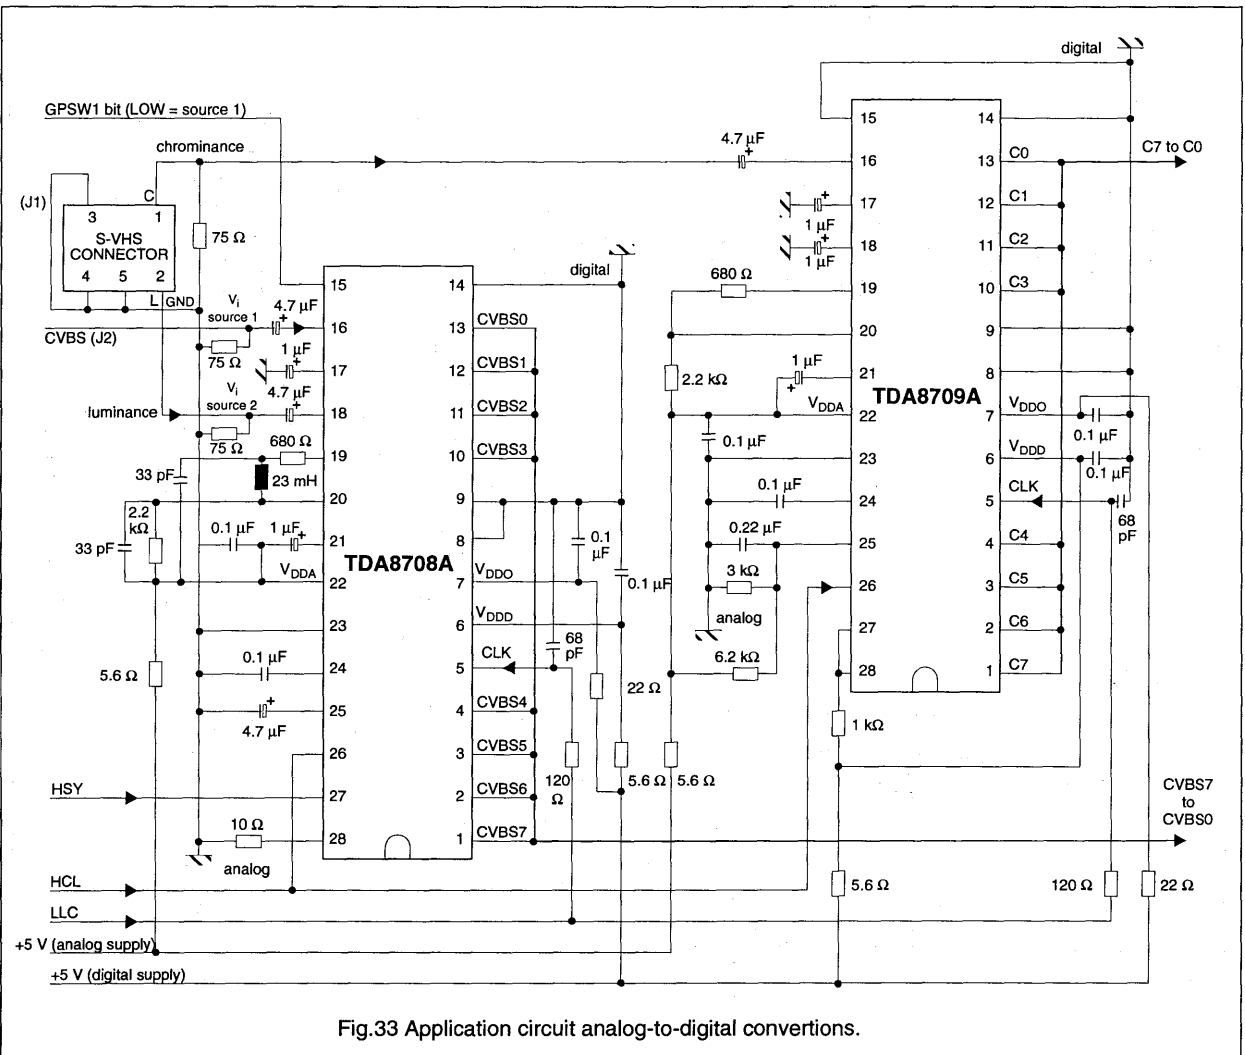 digital
GPSW1 bit (LOW = source 1)
15
14
4.7 µF
+
chrominance
16
13
C0
C7 to C0
(J1)
C
3
1
S-VHS
CONNECTOR
4
5
2
L
GND
75 Ω
17
12
C1
+
1 µF
18
11
C2
+
1 µF
680 Ω
19
10
C3
20
9
2.2 kΩ
1 µF
+
21
8
TDA8709A
VDDA
22
7
VDDO
0.1 µF
0.1 µF
23
6
VDDD
0.1 µF
0.1 µF
24
5
CLK
68
pF
0.22 µF
25
4
C4
3 kΩ
26
3
C5
analog
27
2
C6
6.2 kΩ
28
1
C7
1 kΩ
digital
15
14
Vi
source 1
4.7 µF
+
CVBS (J2)
16
13
CVBS0
75 Ω
1 µF
+
17
12
CVBS1
Vi
source 2
4.7 µF
+
luminance
18
11
CVBS2
75 Ω
680 Ω
19
10
CVBS3
33 pF
23 mH
20
9
2.2
kΩ
0.1 µF
1 µF
+
21
8
0.1
µF
33 pF
TDA8708A
VDDA
22
7
VDDO
0.1 µF
23
6
VDDD
68
pF
0.1 µF
24
5
CLK
5.6 Ω
22 Ω
+
4.7 µF
25
4
CVBS4
26
3
CVBS5
120
Ω
5.6 Ω
5.6 Ω
HSY
27
2
CVBS6
CVBS7
to
CVBS0
10 Ω
28
1
CVBS7
analog
HCL
5.6 Ω
120 Ω
22 Ω
LLC
+5 V (analog supply)
+5 V (digital supply)
Fig.33 Application circuit analog-to-digital convertions.